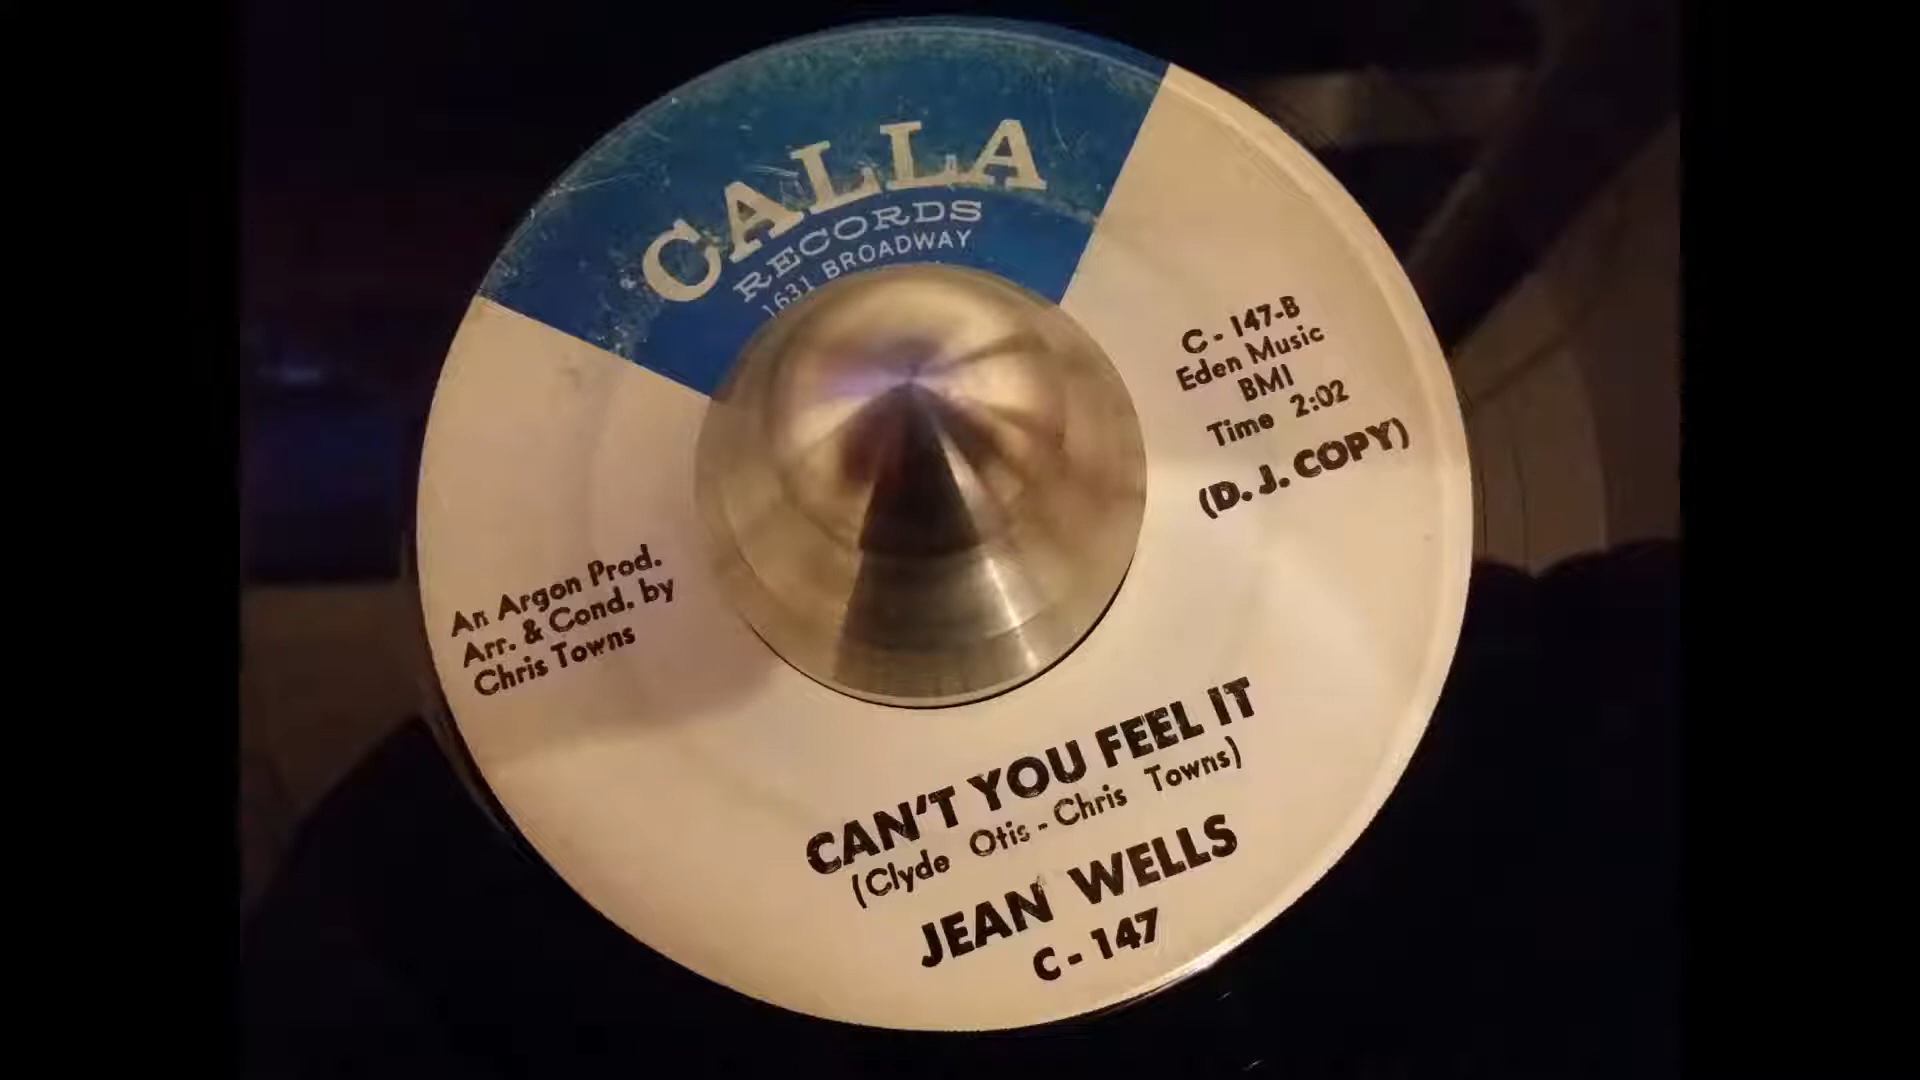 CALLA
RECORDS
1631 BROADWAY
C - 147-B
Eden Music
BMI
Time 2:02
(D. J. COPY)
An Argon Prod.
Arr. & Cond. by
Chris Towns
CAN'T YOU FEEL IT
(Clyde Otis - Chris Towns)
JEAN WELLS
C - 147